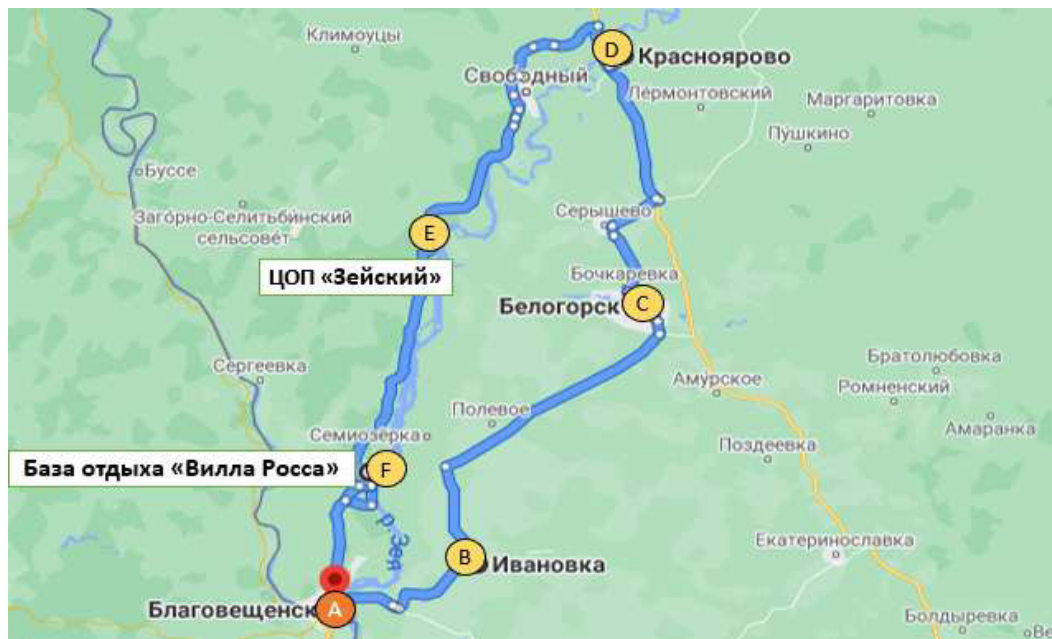 Климоуцы
D
Красноярово
Свободный
Лермонтовский
Маргаритовка
Пушкино
Буссе
Загорно-Селитьбинский
сельсовет
Серышево
E
ЦОП «Зейский»
Бочкаревка
Белогорск
C
Братолюбовка
Сергеевка
Амурское
Ромненский
Полевое
Амаранка
Семиозёрка
Поздеевка
База отдыха «Вилла Росса»
F
р. Зея
Екатеринославка
B
Ивановка
Благовещенск
A
Болдыревка